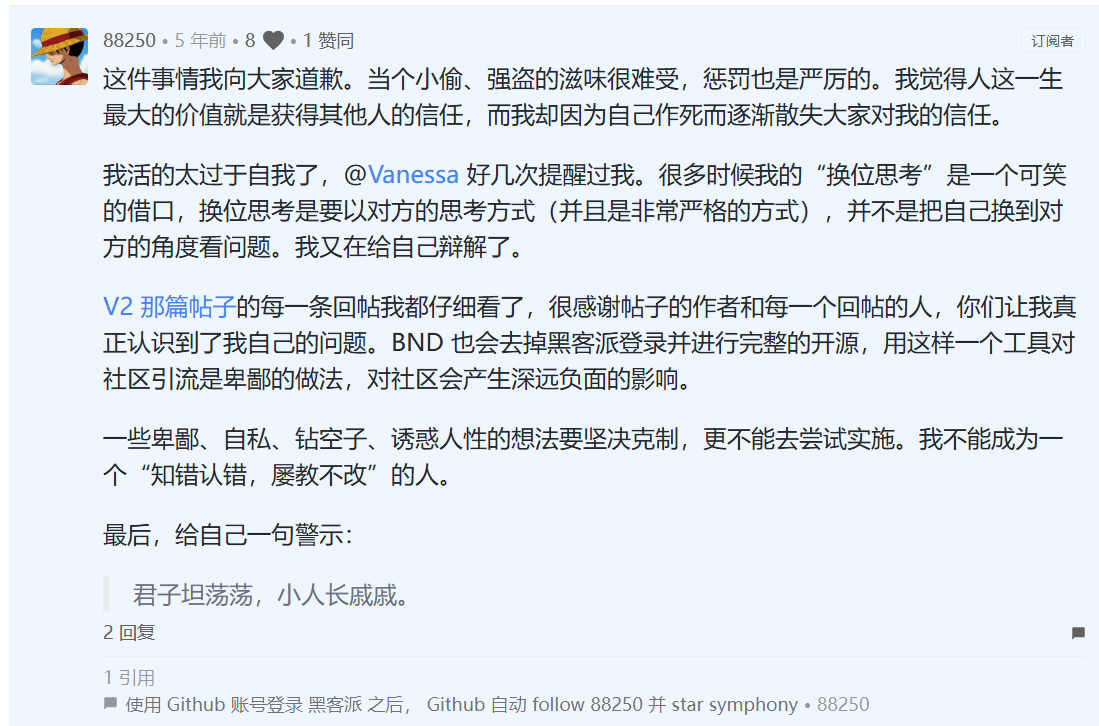 88250 • 5 年前 • 8 • 1 赞同
订阅者
这件事情我向大家道歉。当个小偷、强盗的滋味很难受，惩罚也是严厉的。我觉得人这一生
最大的价值就是获得其他人的信任，而我却因为自己作死而逐渐散失大家对我的信任。
我活的太过于自我了，@Vanessa 好几次提醒过我。很多时候我的“换位思考”是一个可笑
的借口，换位思考是要以对方的思考方式（并且是非常严格的方式），并不是把自己换到对
方的角度看问题。我又在给自己辩解了。
V2 那篇帖子的每一条回帖我都仔细看了，很感谢帖子的作者和每一个回帖的人，你们让我真
正认识到了我自己的问题。BND 也会去掉黑客派登录并进行完整的开源，用这样一个工具对
社区引流是卑鄙的做法，对社区会产生深远负面的影响。
一些卑鄙、自私、钻空子、诱惑人性的想法要坚决克制，更不能去尝试实施。我不能成为一
个“知错认错，屡教不改”的人。
最后，给自己一句警示：
君子坦荡荡，小人长戚戚。
2 回复
1 引用
使用 Github 账号登录 黑客派 之后， Github 自动 follow 88250 并 star symphony • 88250